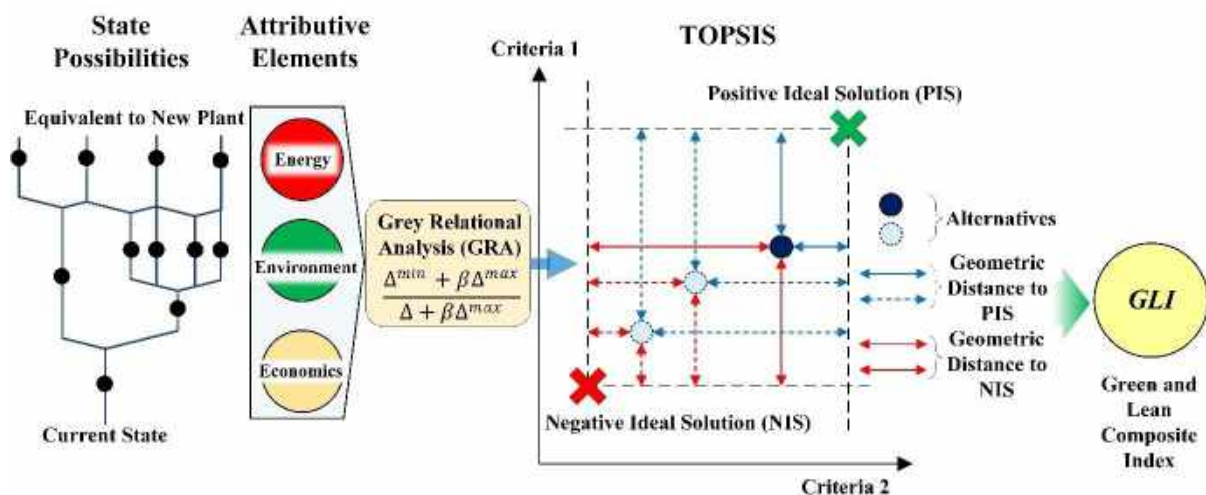 State
Possibilities
Equivalent to New Plant
Current State
Attributive
Elements
Energy
Environment
Economics
Grey Relational
Analysis (GRA)
Δ^min + βΔ^max
Δ + βΔ^max
TOPSIS
Criteria 1
Positive Ideal Solution (PIS)
Negative Ideal Solution (NIS)
Criteria 2
Alternatives
Geometric
Distance to
PIS
Geometric
Distance to
NIS
GLI
Green and
Lean
Composite
Index